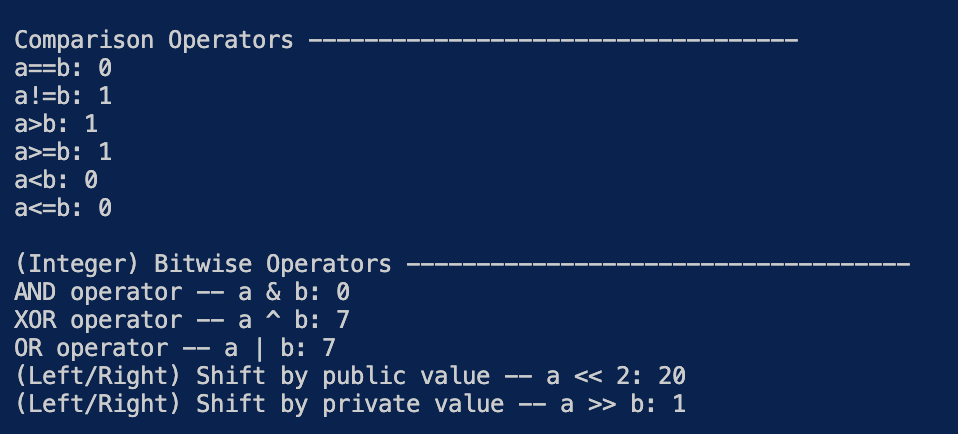 Comparison Operators -----------------------------------
a==b: 0
a!=b: 1
a>b: 1
a>=b: 1
a<b: 0
a<=b: 0
(Integer) Bitwise Operators ------------------------------------
AND operator -- a & b: 0
XOR operator -- a ^ b: 7
OR operator -- a | b: 7
(Left/Right) Shift by public value -- a << 2: 20
(Left/Right) Shift by private value -- a >> b: 1